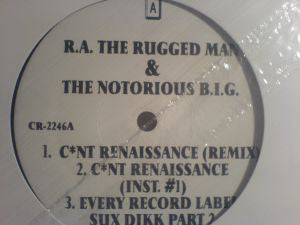 A
R.A. THE RUGGED MAN
&
THE NOTORIOUS B.I.G.
CR-2246A
1. C*NT RENAISSANCE (REMIX)
2. C*NT RENAISSANCE
(INST. #1)
3. EVERY RECORD LABEL
SUX DIKK PART 2